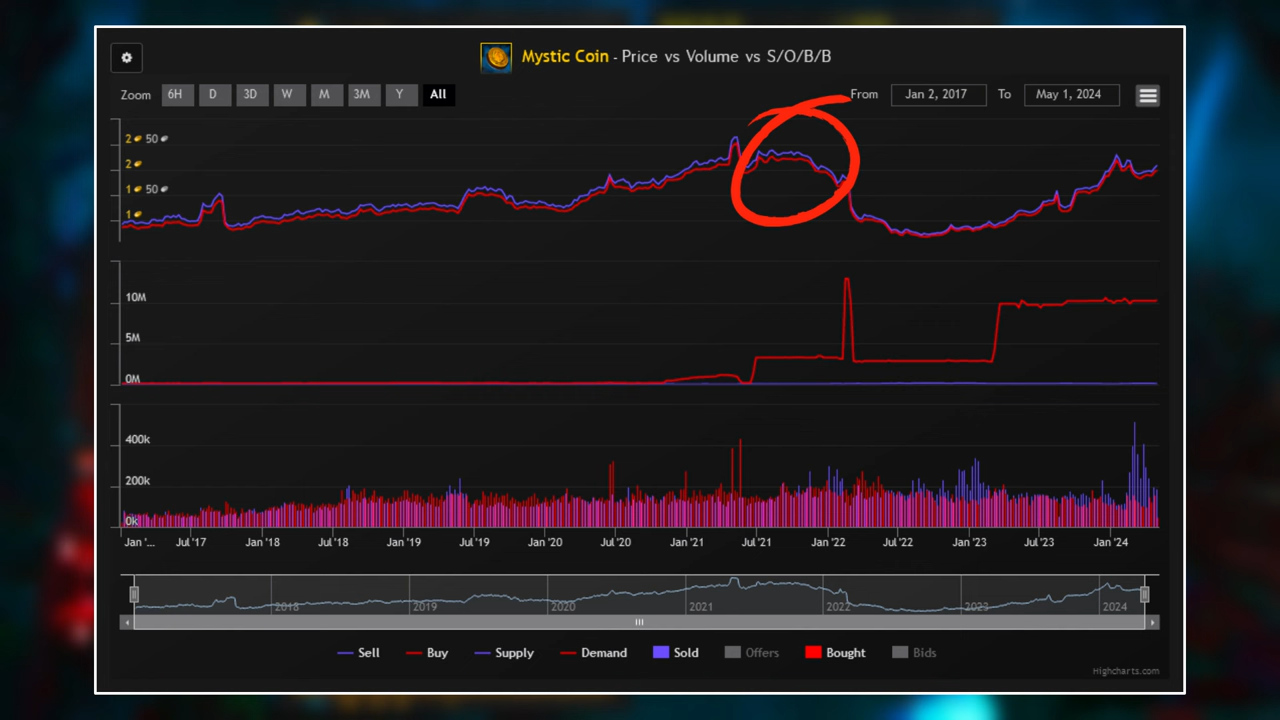 Mystic Coin - Price vs Volume vs S/O/B/B
Zoom 6H D 3D W M 3M Y All From Jan 2, 2017 To May 1, 2024
2 50
2
1 50
1
10M
5M
0M
400k
200k
0k
Jan '... Jul '17 Jan '18 Jul '18 Jan '19 Jul '19 Jan '20 Jul '20 Jan '21 Jul '21 Jan '22 Jul '22 Jan '23 Jul '23 Jan '24
2018 2019 2020 2021 2022 2023 2024
Sell Buy Supply Demand Sold Offers Bought Bids
Highcharts.com